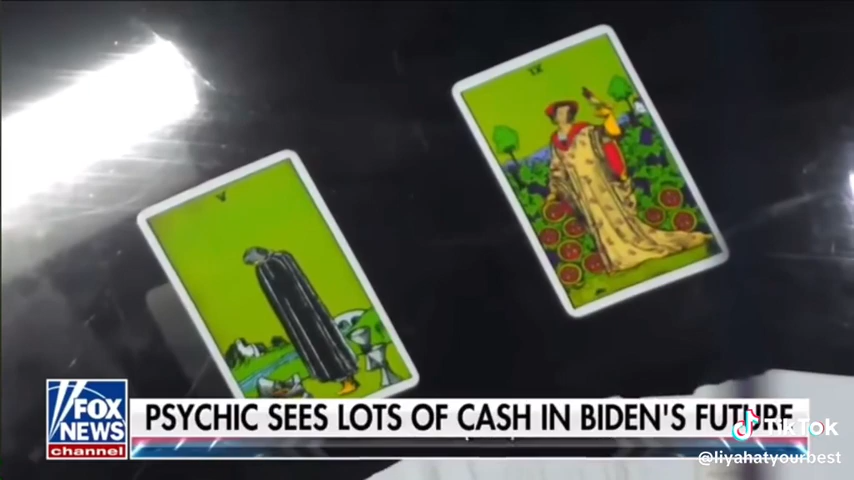 IX
V
FOX
NEWS
channel
PSYCHIC SEES LOTS OF CASH IN BIDEN'S FUTURE
TikTok
@liyahatyourbest